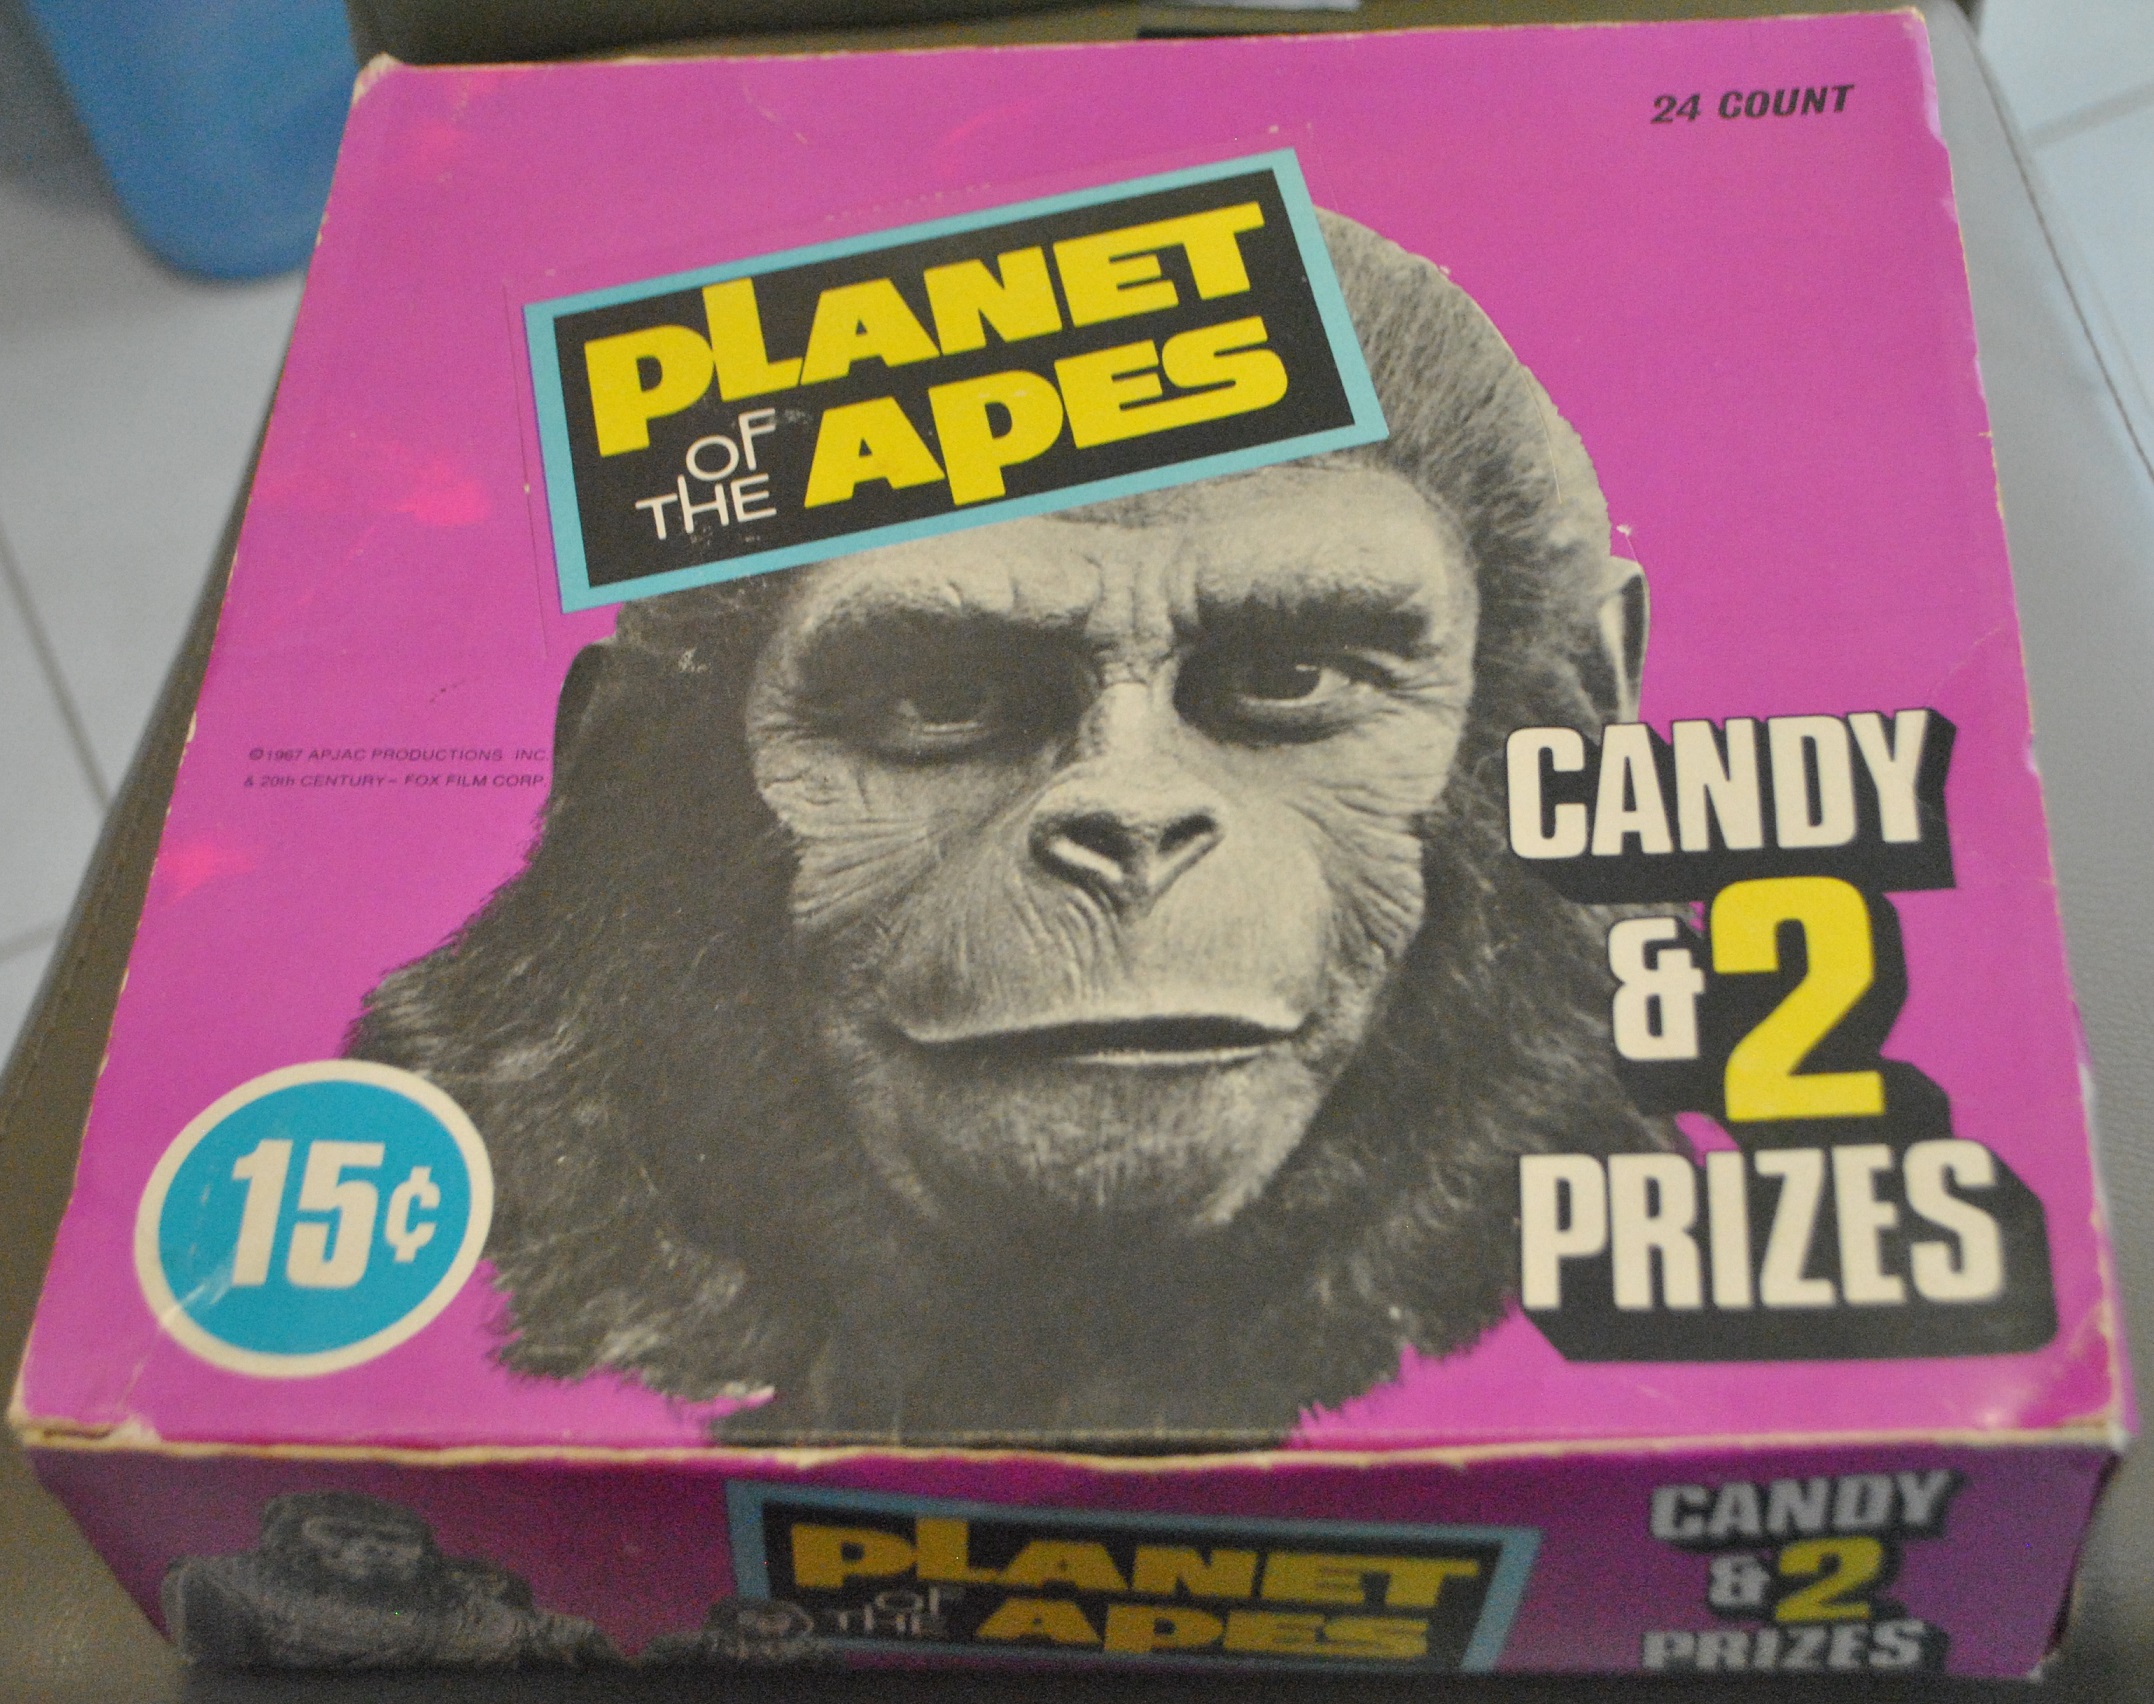 24 COUNT
PLANET
OF THE APES
©1967 APJAC PRODUCTIONS INC.
& 20th CENTURY- FOX FILM CORP.
CANDY
& 2
PRIZES
15¢
PLANET
OF THE APES
CANDY
& 2
PRIZES